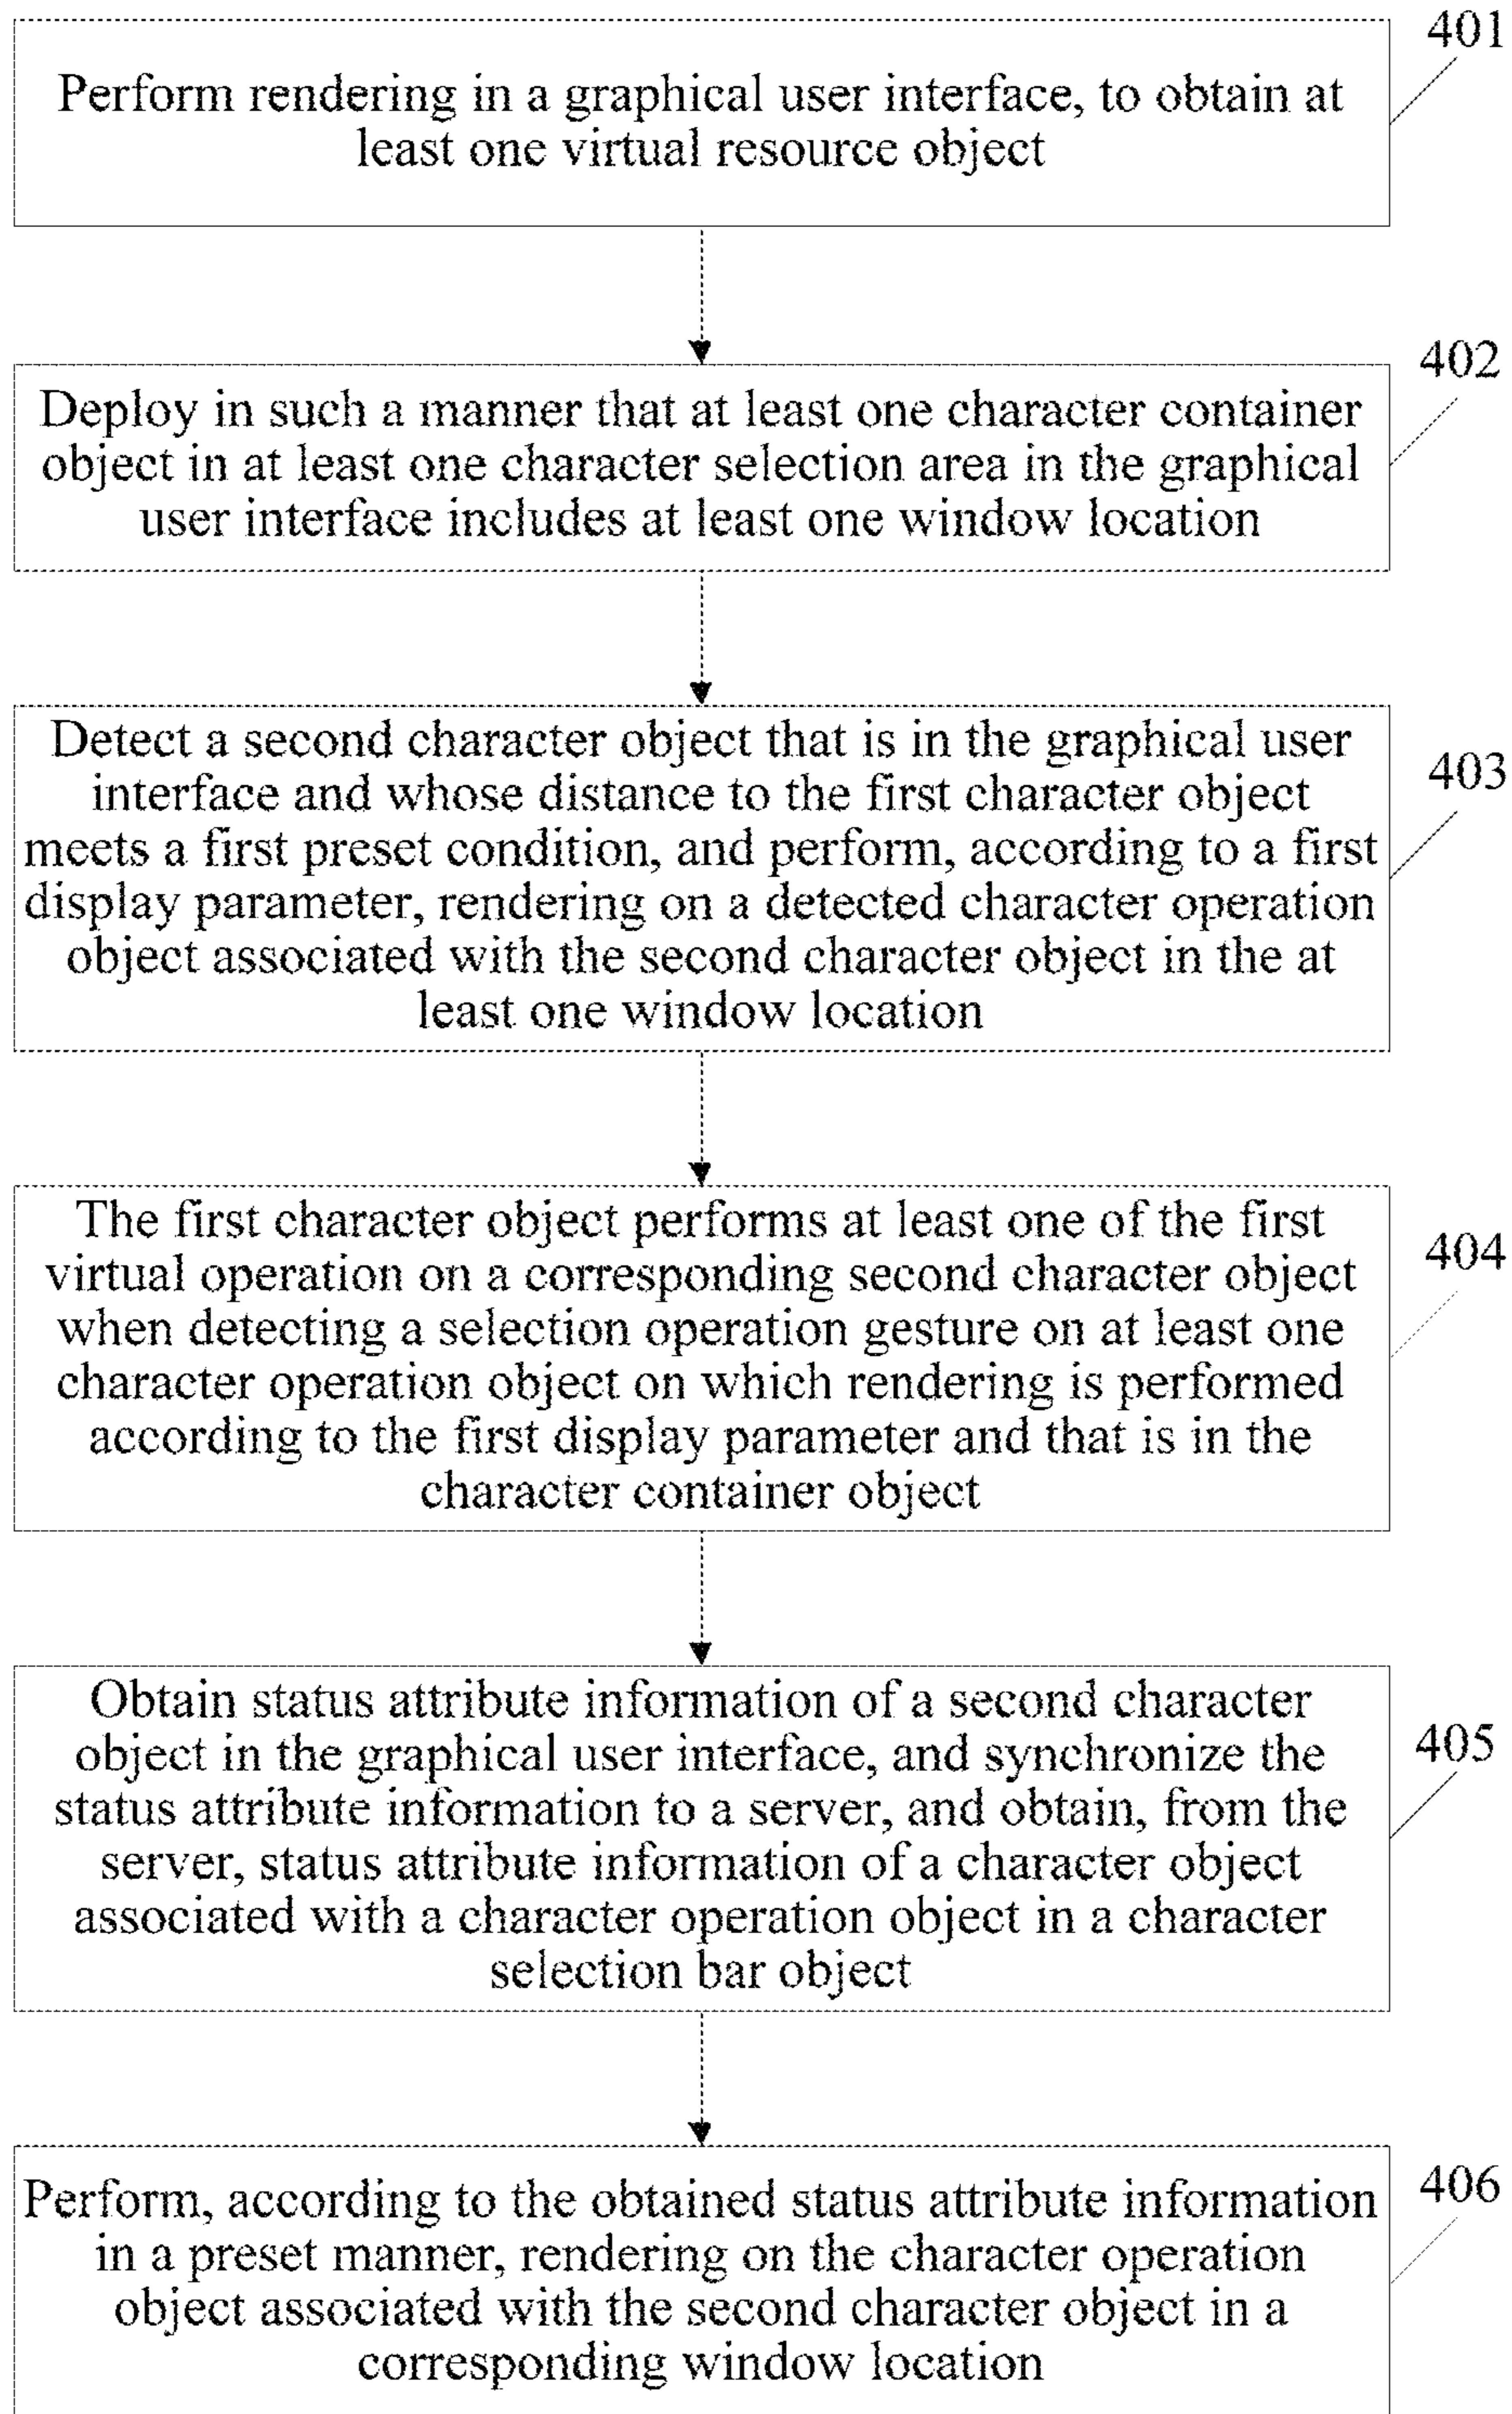 401
Perform rendering in a graphical user interface, to obtain at
least one virtual resource object
402
Deploy in such a manner that at least one character container
object in at least one character selection area in the graphical
user interface includes at least one window location
403
Detect a second character object that is in the graphical user
interface and whose distance to the first character object
meets a first preset condition, and perform, according to a first
display parameter, rendering on a detected character operation
object associated with the second character object in the at
least one window location
404
The first character object performs at least one of the first
virtual operation on a corresponding second character object
when detecting a selection operation gesture on at least one
character operation object on which rendering is performed
according to the first display parameter and that is in the
character container object
405
Obtain status attribute information of a second character
object in the graphical user interface, and synchronize the
status attribute information to a server, and obtain, from the
server, status attribute information of a character object
associated with a character operation object in a character
selection bar object
406
Perform, according to the obtained status attribute information
in a preset manner, rendering on the character operation
object associated with the second character object in a
corresponding window location